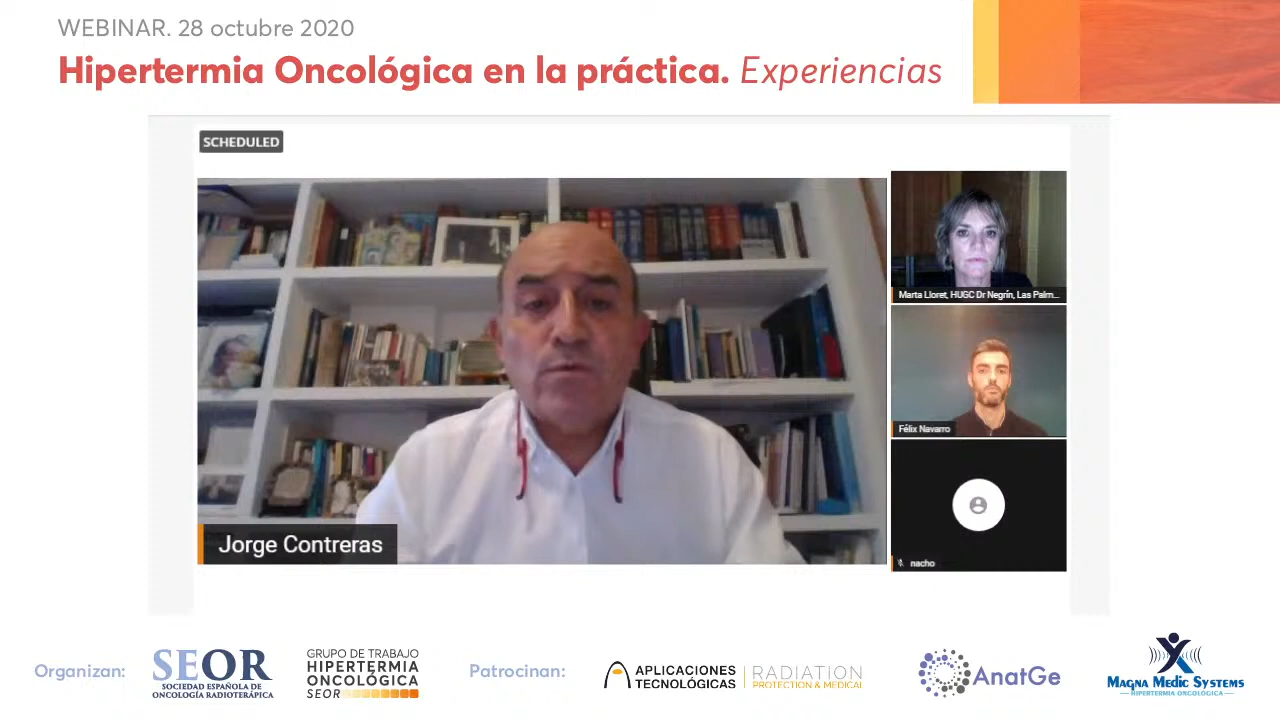 WEBINAR. 28 octubre 2020
Hipertermia Oncológica en la práctica. Experiencias
SCHEDULED
Jorge Contreras
Marta Lloret, HUGC Dr Negrín, Las Palm...
Félix Navarro
nacho
Organizan:
SEOR
SOCIEDAD ESPAÑOLA DE
ONCOLOGÍA RADIOTERÁPICA
GRUPO DE TRABAJO
HIPERTERMIA
ONCOLÓGICA
SEOR
Patrocinan:
APLICACIONES
TECNOLÓGICAS
RADIATION
PROTECTION & MEDICAL
AnatGe
MAGNA MEDIC SYSTEMS
HIPERTERMIA ONCOLÓGICA